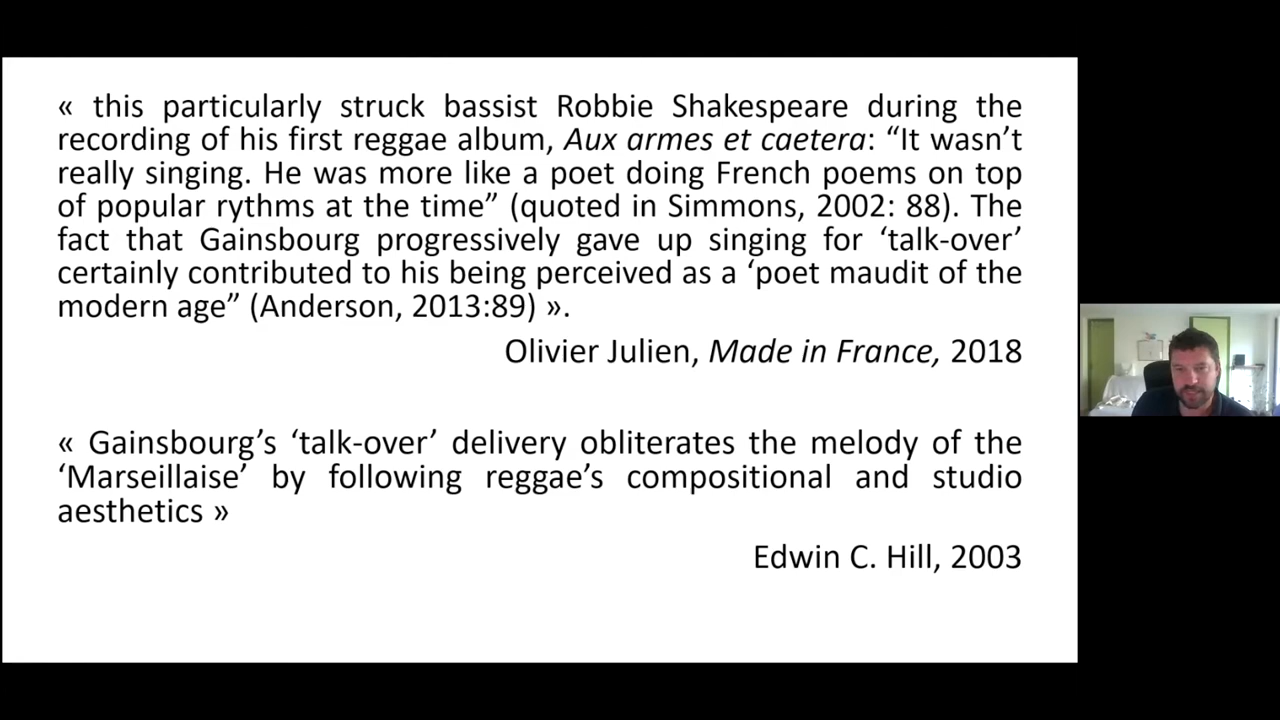 « this particularly struck bassist Robbie Shakespeare during the
recording of his first reggae album, Aux armes et caetera: “It wasn’t
really singing. He was more like a poet doing French poems on top
of popular rythms at the time” (quoted in Simmons, 2002: 88). The
fact that Gainsbourg progressively gave up singing for ‘talk-over’
certainly contributed to his being perceived as a ‘poet maudit of the
modern age” (Anderson, 2013:89) ».
Olivier Julien, Made in France, 2018
« Gainsbourg’s ‘talk-over’ delivery obliterates the melody of the
‘Marseillaise’ by following reggae’s compositional and studio
aesthetics »
Edwin C. Hill, 2003